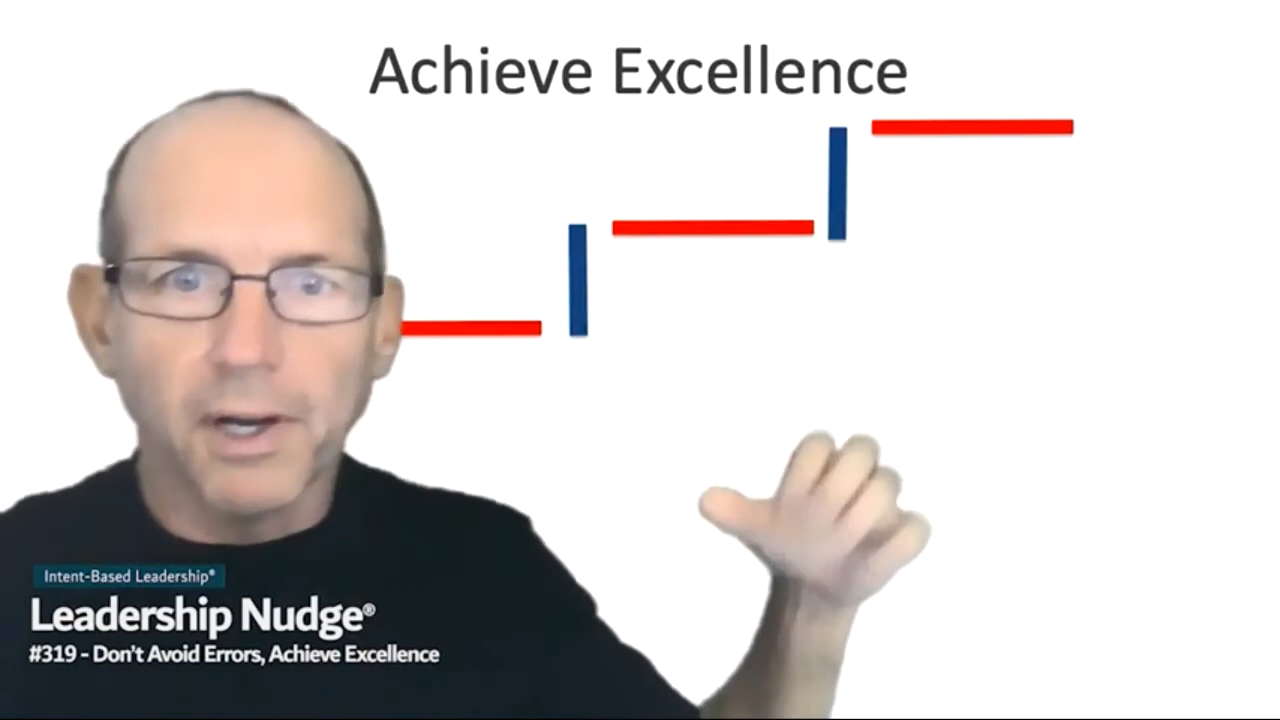 Achieve Excellence
Intent-Based Leadership®
Leadership Nudge®
#319 - Don't Avoid Errors, Achieve Excellence